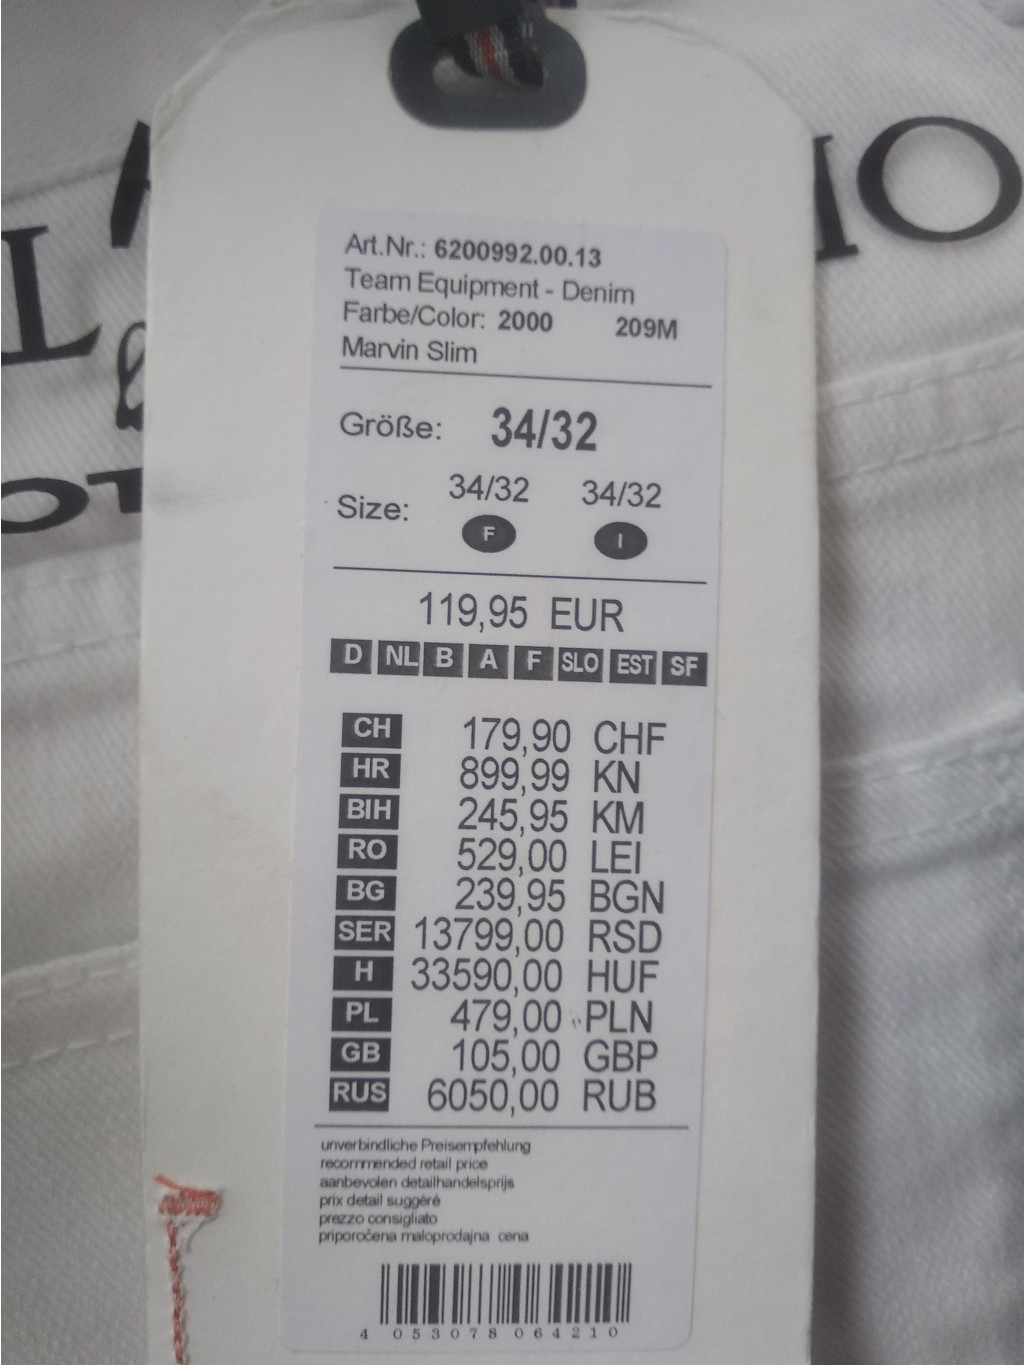 Art.Nr.: 6200992.00.13
Team Equipment - Denim
Farbe/Color: 2000 209M
Marvin Slim
Größe: 34/32
34/32 34/32
Size: F I
119,95 EUR
D NL B A F SLO EST SF
CH 179,90 CHF
HR 899,99 KN
BIH 245,95 KM
RO 529,00 LEI
BG 239,95 BGN
SER 13799,00 RSD
H 33590,00 HUF
PL 479,00 PLN
GB 105,00 GBP
RUS 6050,00 RUB
unverbindliche Preisempfehlung
recommended retail price
aanbevolen detailhandelsprijs
prix detail suggéré
prezzo consigliato
priporočena maloprodajna cena
4 053078 064210